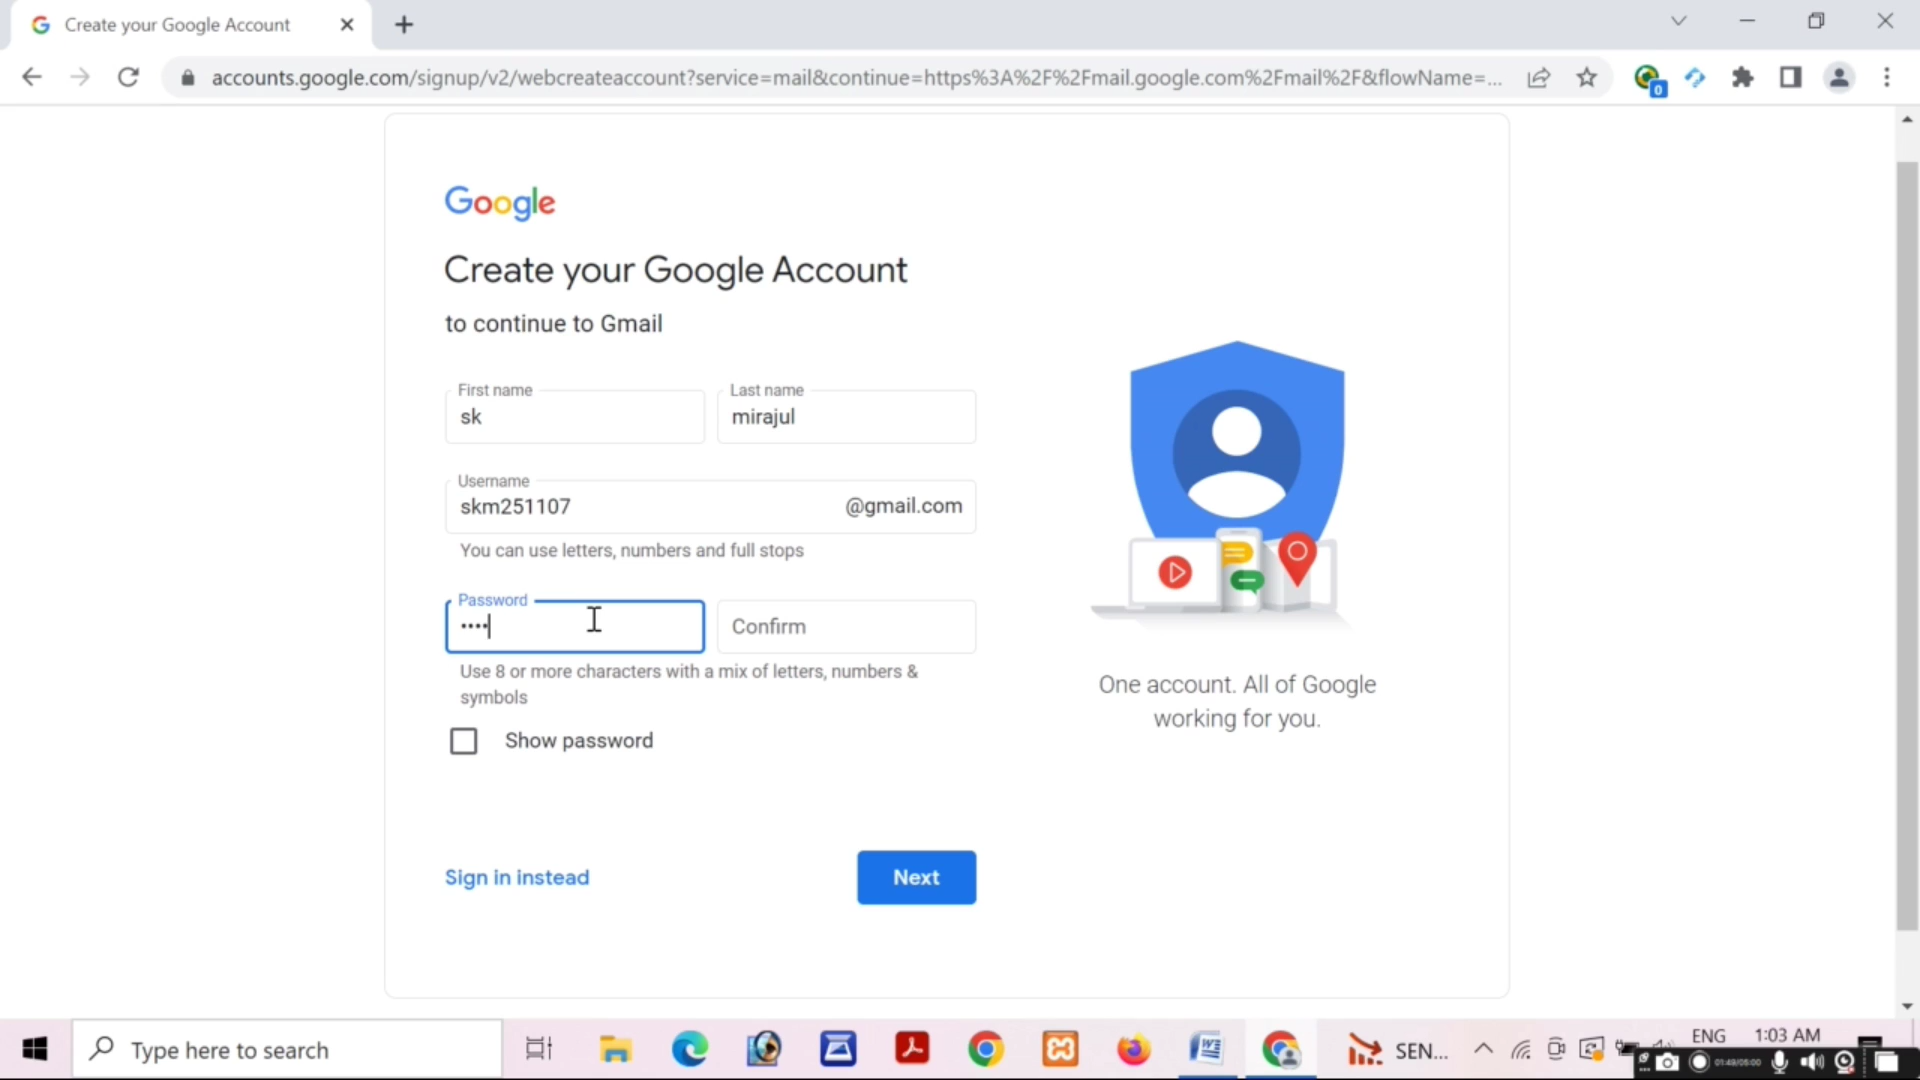 Create your Google Account
accounts.google.com/signup/v2/webcreateaccount?service=mail&continue=https%3A%2F%2Fmail.google.com%2Fmail%2F&flowName=...
0
Google
Create your Google Account
to continue to Gmail
First name
sk
Last name
mirajul
Username
skm251107
@gmail.com
You can use letters, numbers and full stops
Password
••••
Confirm
Use 8 or more characters with a mix of letters, numbers &
symbols
Show password
Sign in instead
Next
One account. All of Google
working for you.
Type here to search
SEN...
ENG
1:03 AM